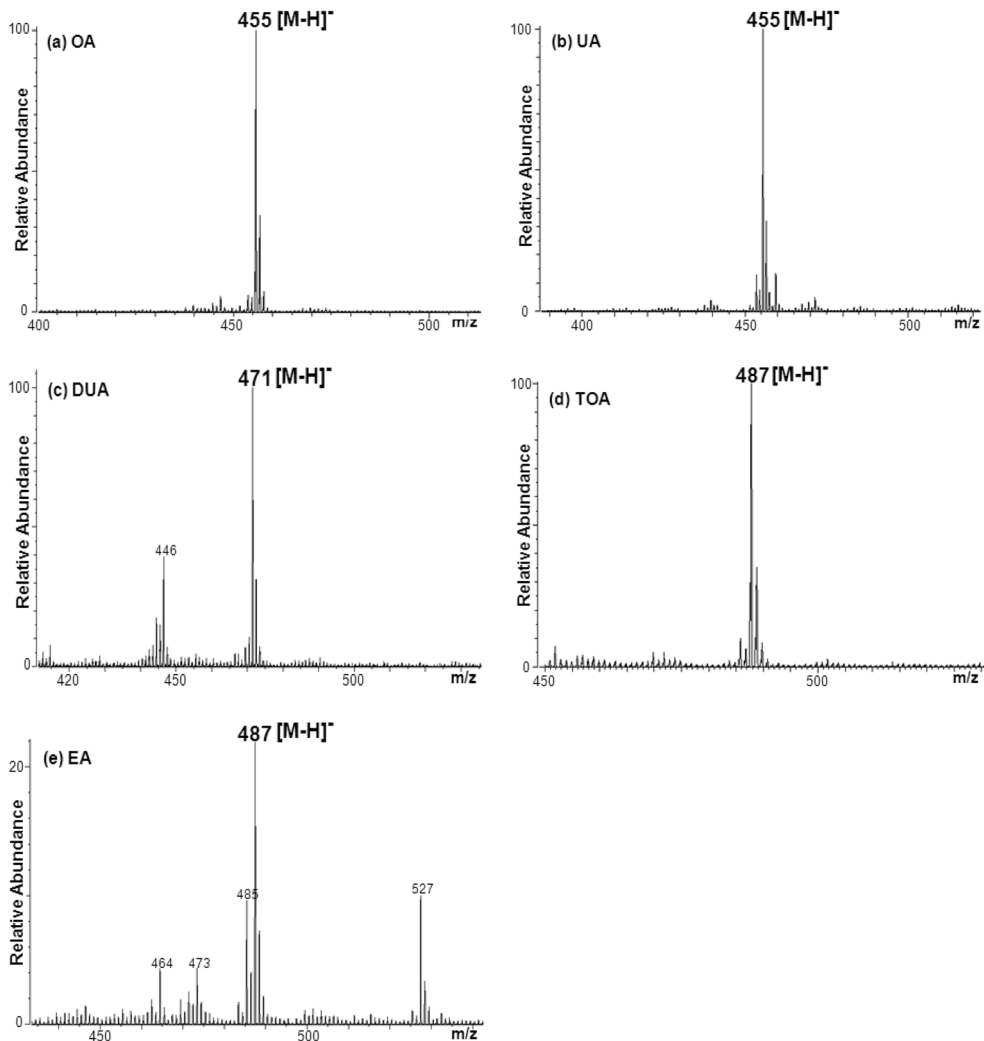 455 [M-H]-
100
(a) OA
Relative Abundance
0
400
450
500
m/z
455 [M-H]-
100
(b) UA
Relative Abundance
0
400
450
500
m/z
471 [M-H]-
100
(c) DUA
446
Relative Abundance
0
420
450
500
m/z
487 [M-H]-
100
(d) TOA
Relative Abundance
0
450
500
m/z
487 [M-H]-
(e) EA
20
Relative Abundance
485
527
464
473
0
450
500
m/z